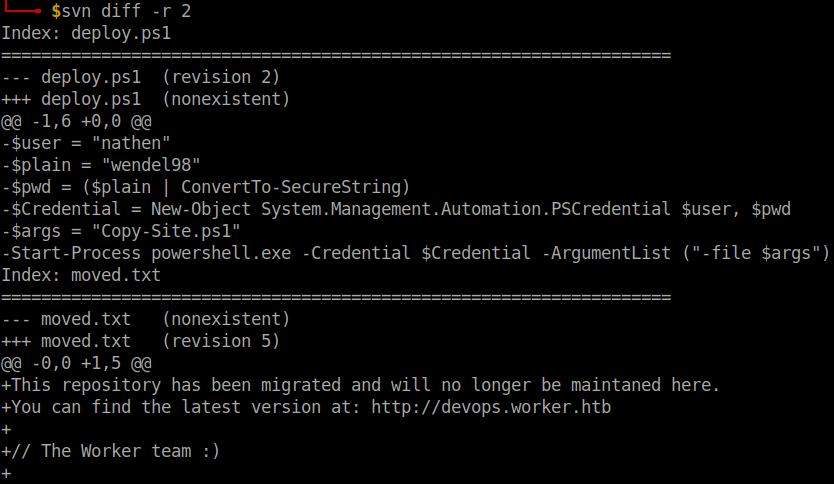 $svn diff -r 2
Index: deploy.ps1
===================================================================
--- deploy.ps1  (revision 2)
+++ deploy.ps1  (nonexistent)
@@ -1,6 +0,0 @@
-$user = "nathen"
-$plain = "wendel98"
-$pwd = ($plain | ConvertTo-SecureString)
-$Credential = New-Object System.Management.Automation.PSCredential $user, $pwd
-$args = "Copy-Site.ps1"
-Start-Process powershell.exe -Credential $Credential -ArgumentList ("-file $args")
Index: moved.txt
===================================================================
--- moved.txt   (nonexistent)
+++ moved.txt   (revision 5)
@@ -0,0 +1,5 @@
+This repository has been migrated and will no longer be maintaned here.
+You can find the latest version at: http://devops.worker.htb
+
+// The Worker team :)
+